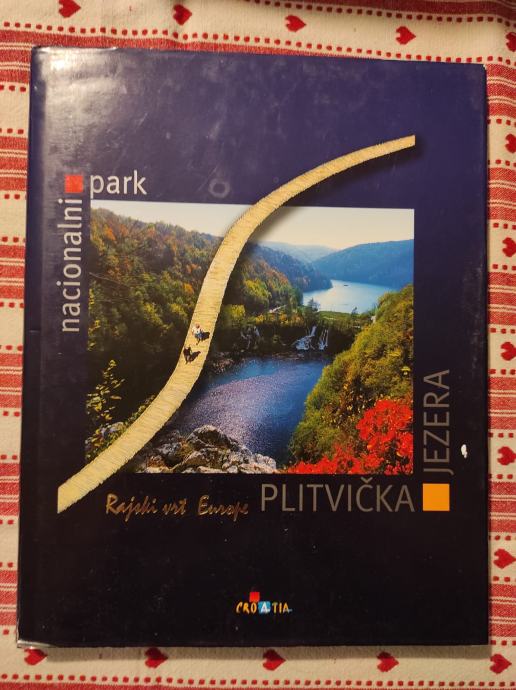 nacionalni park
Rajski vrt Europe
PLITVIČKA JEZERA
CROATIA